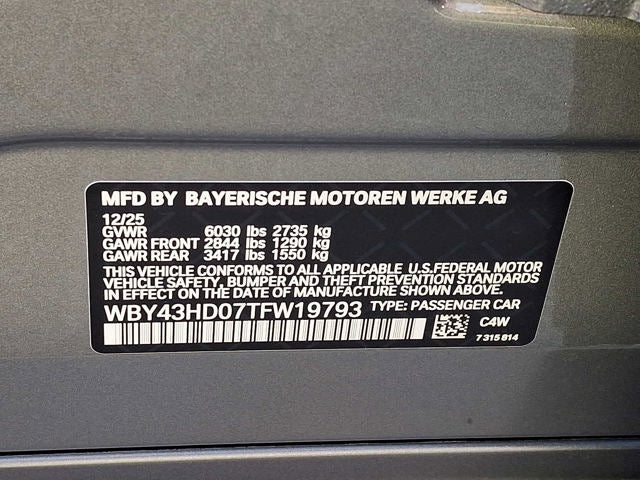 MFD BY BAYERISCHE MOTOREN WERKE AG
12/25
GVWR 6030 lbs 2735 kg
GAWR FRONT 2844 lbs 1290 kg
GAWR REAR 3417 lbs 1550 kg
THIS VEHICLE CONFORMS TO ALL APPLICABLE U.S.FEDERAL MOTOR
VEHICLE SAFETY, BUMPER AND THEFT PREVENTION STANDARDS
IN EFFECT ON THE DATE OF MANUFACTURE SHOWN ABOVE.
WBY43HD07TFW19793 TYPE: PASSENGER CAR
C4W
7 315 814